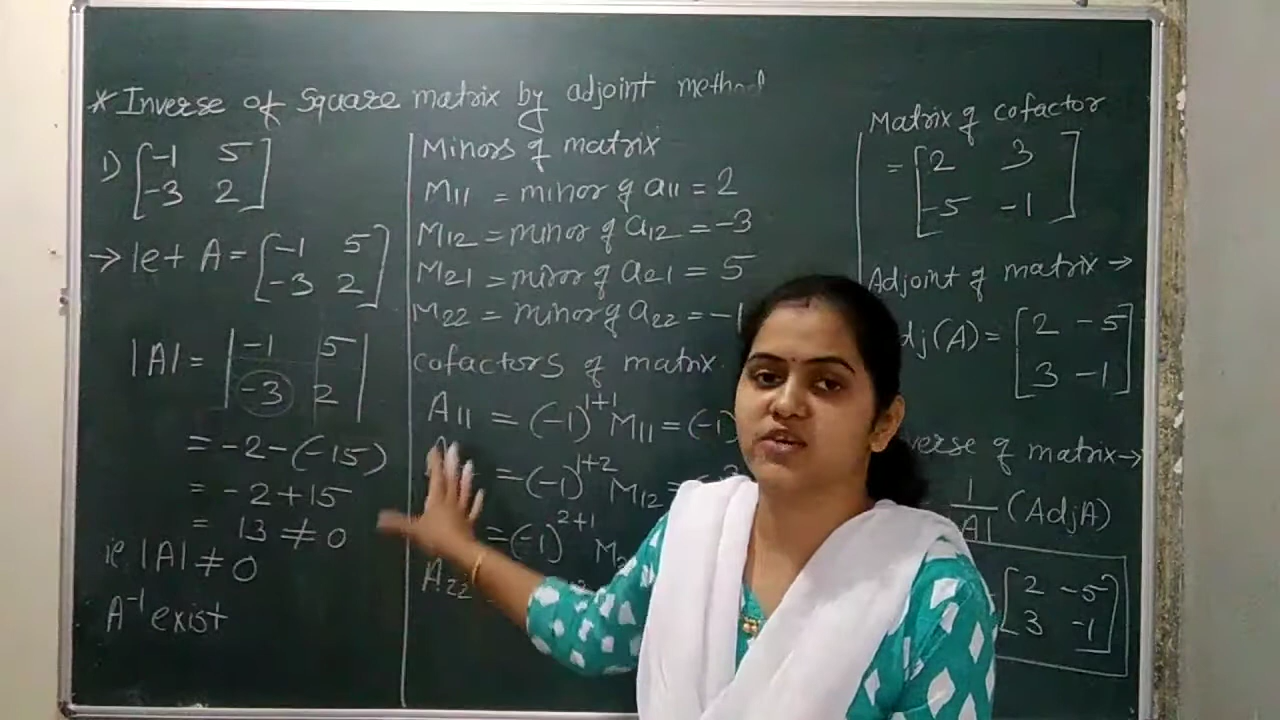 * Inverse of Square matrix by adjoint method
1) [-1 5
-3 2]
→ let A = [-1 5
-3 2]
|A| = |-1 5
-3 2|
= -2-(-15)
= -2+15
= 13 ≠ 0
ie |A| ≠ 0
A⁻¹ exist
Minors of matrix
M₁₁ = minor of a₁₁ = 2
M₁₂ = minor of a₁₂ = -3
M₂₁ = minor of a₂₁ = 5
M₂₂ = minor of a₂₂ = -1
cofactors of matrix
A₁₁ = (-1)¹⁺¹ M₁₁ = (-1)
= (-1)¹⁺² M₁₂ =
= (-1)²⁺¹ M
A₂₂
Matrix of cofactor
= [2 3
-5 -1]
Adjoint of matrix →
dj(A) = [2 -5
3 -1]
erse of matrix →
1/|A| (AdjA)
[2 -5
3 -1]